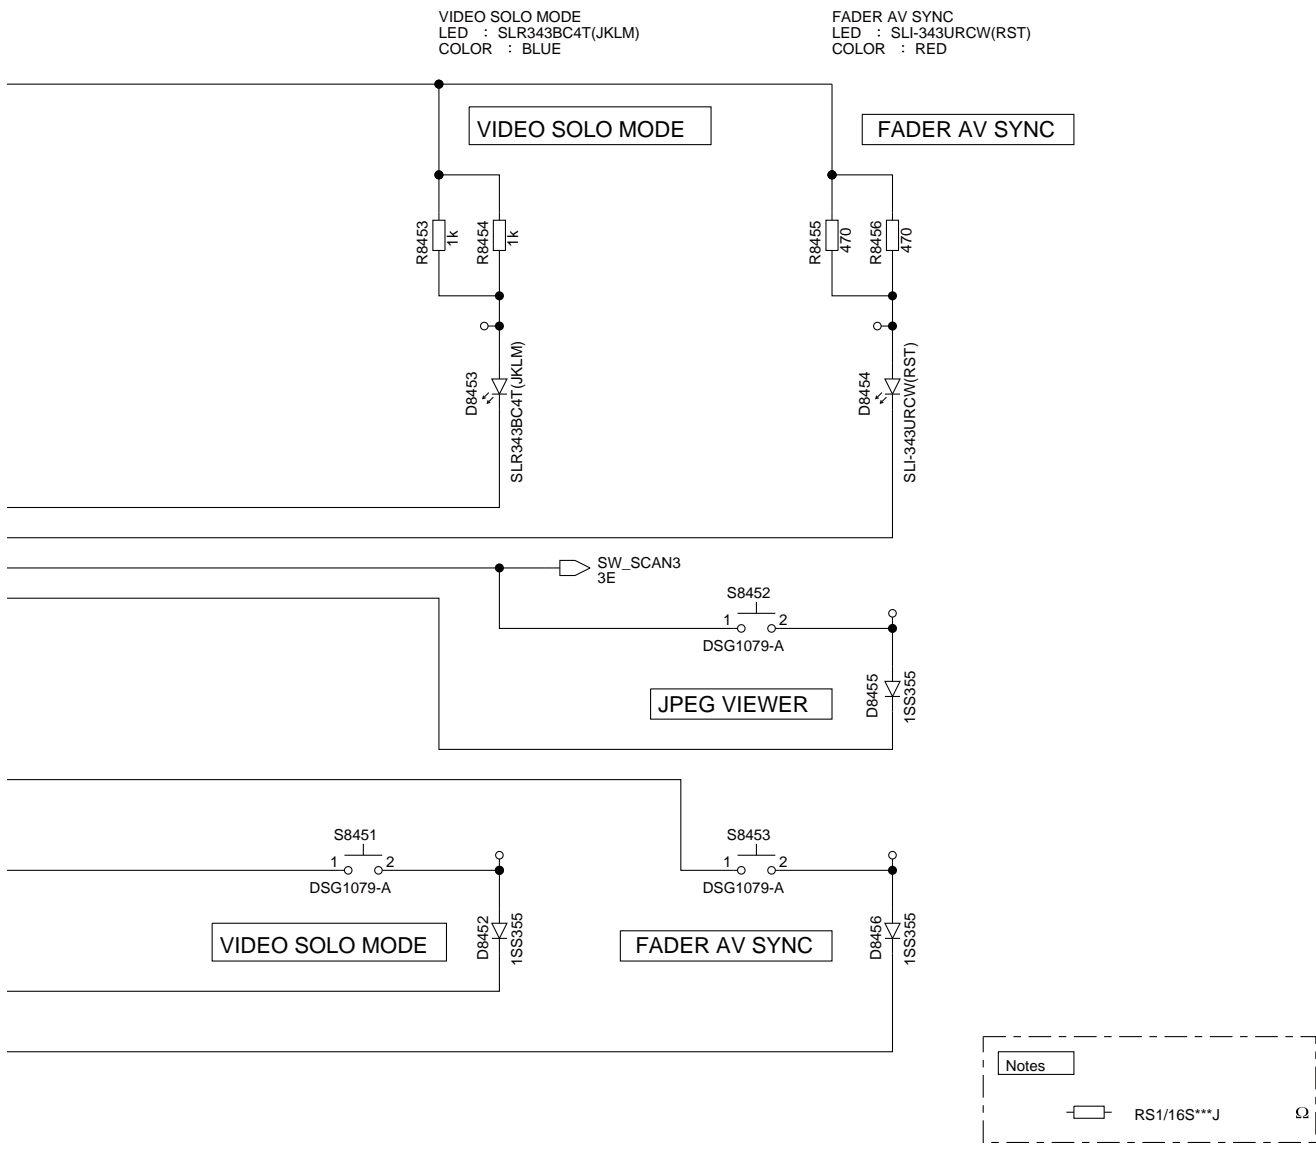 VIDEO SOLO MODE
LED : SLR343BC4T(JKLM)
COLOR : BLUE
FADER AV SYNC
LED : SLI-343URCW(RST)
COLOR : RED
VIDEO SOLO MODE
FADER AV SYNC
R8453
1k
R8454
1k
R8455
470
R8456
470
D8453
SLR343BC4T(JKLM)
D8454
SLI-343URCW(RST)
SW_SCAN3
3E
S8452
1 2
DSG1079-A
JPEG VIEWER
D8455
1SS355
S8451
1 2
DSG1079-A
S8453
1 2
DSG1079-A
VIDEO SOLO MODE
D8452
1SS355
FADER AV SYNC
D8456
1SS355
Notes
RS1/16S***J Ω